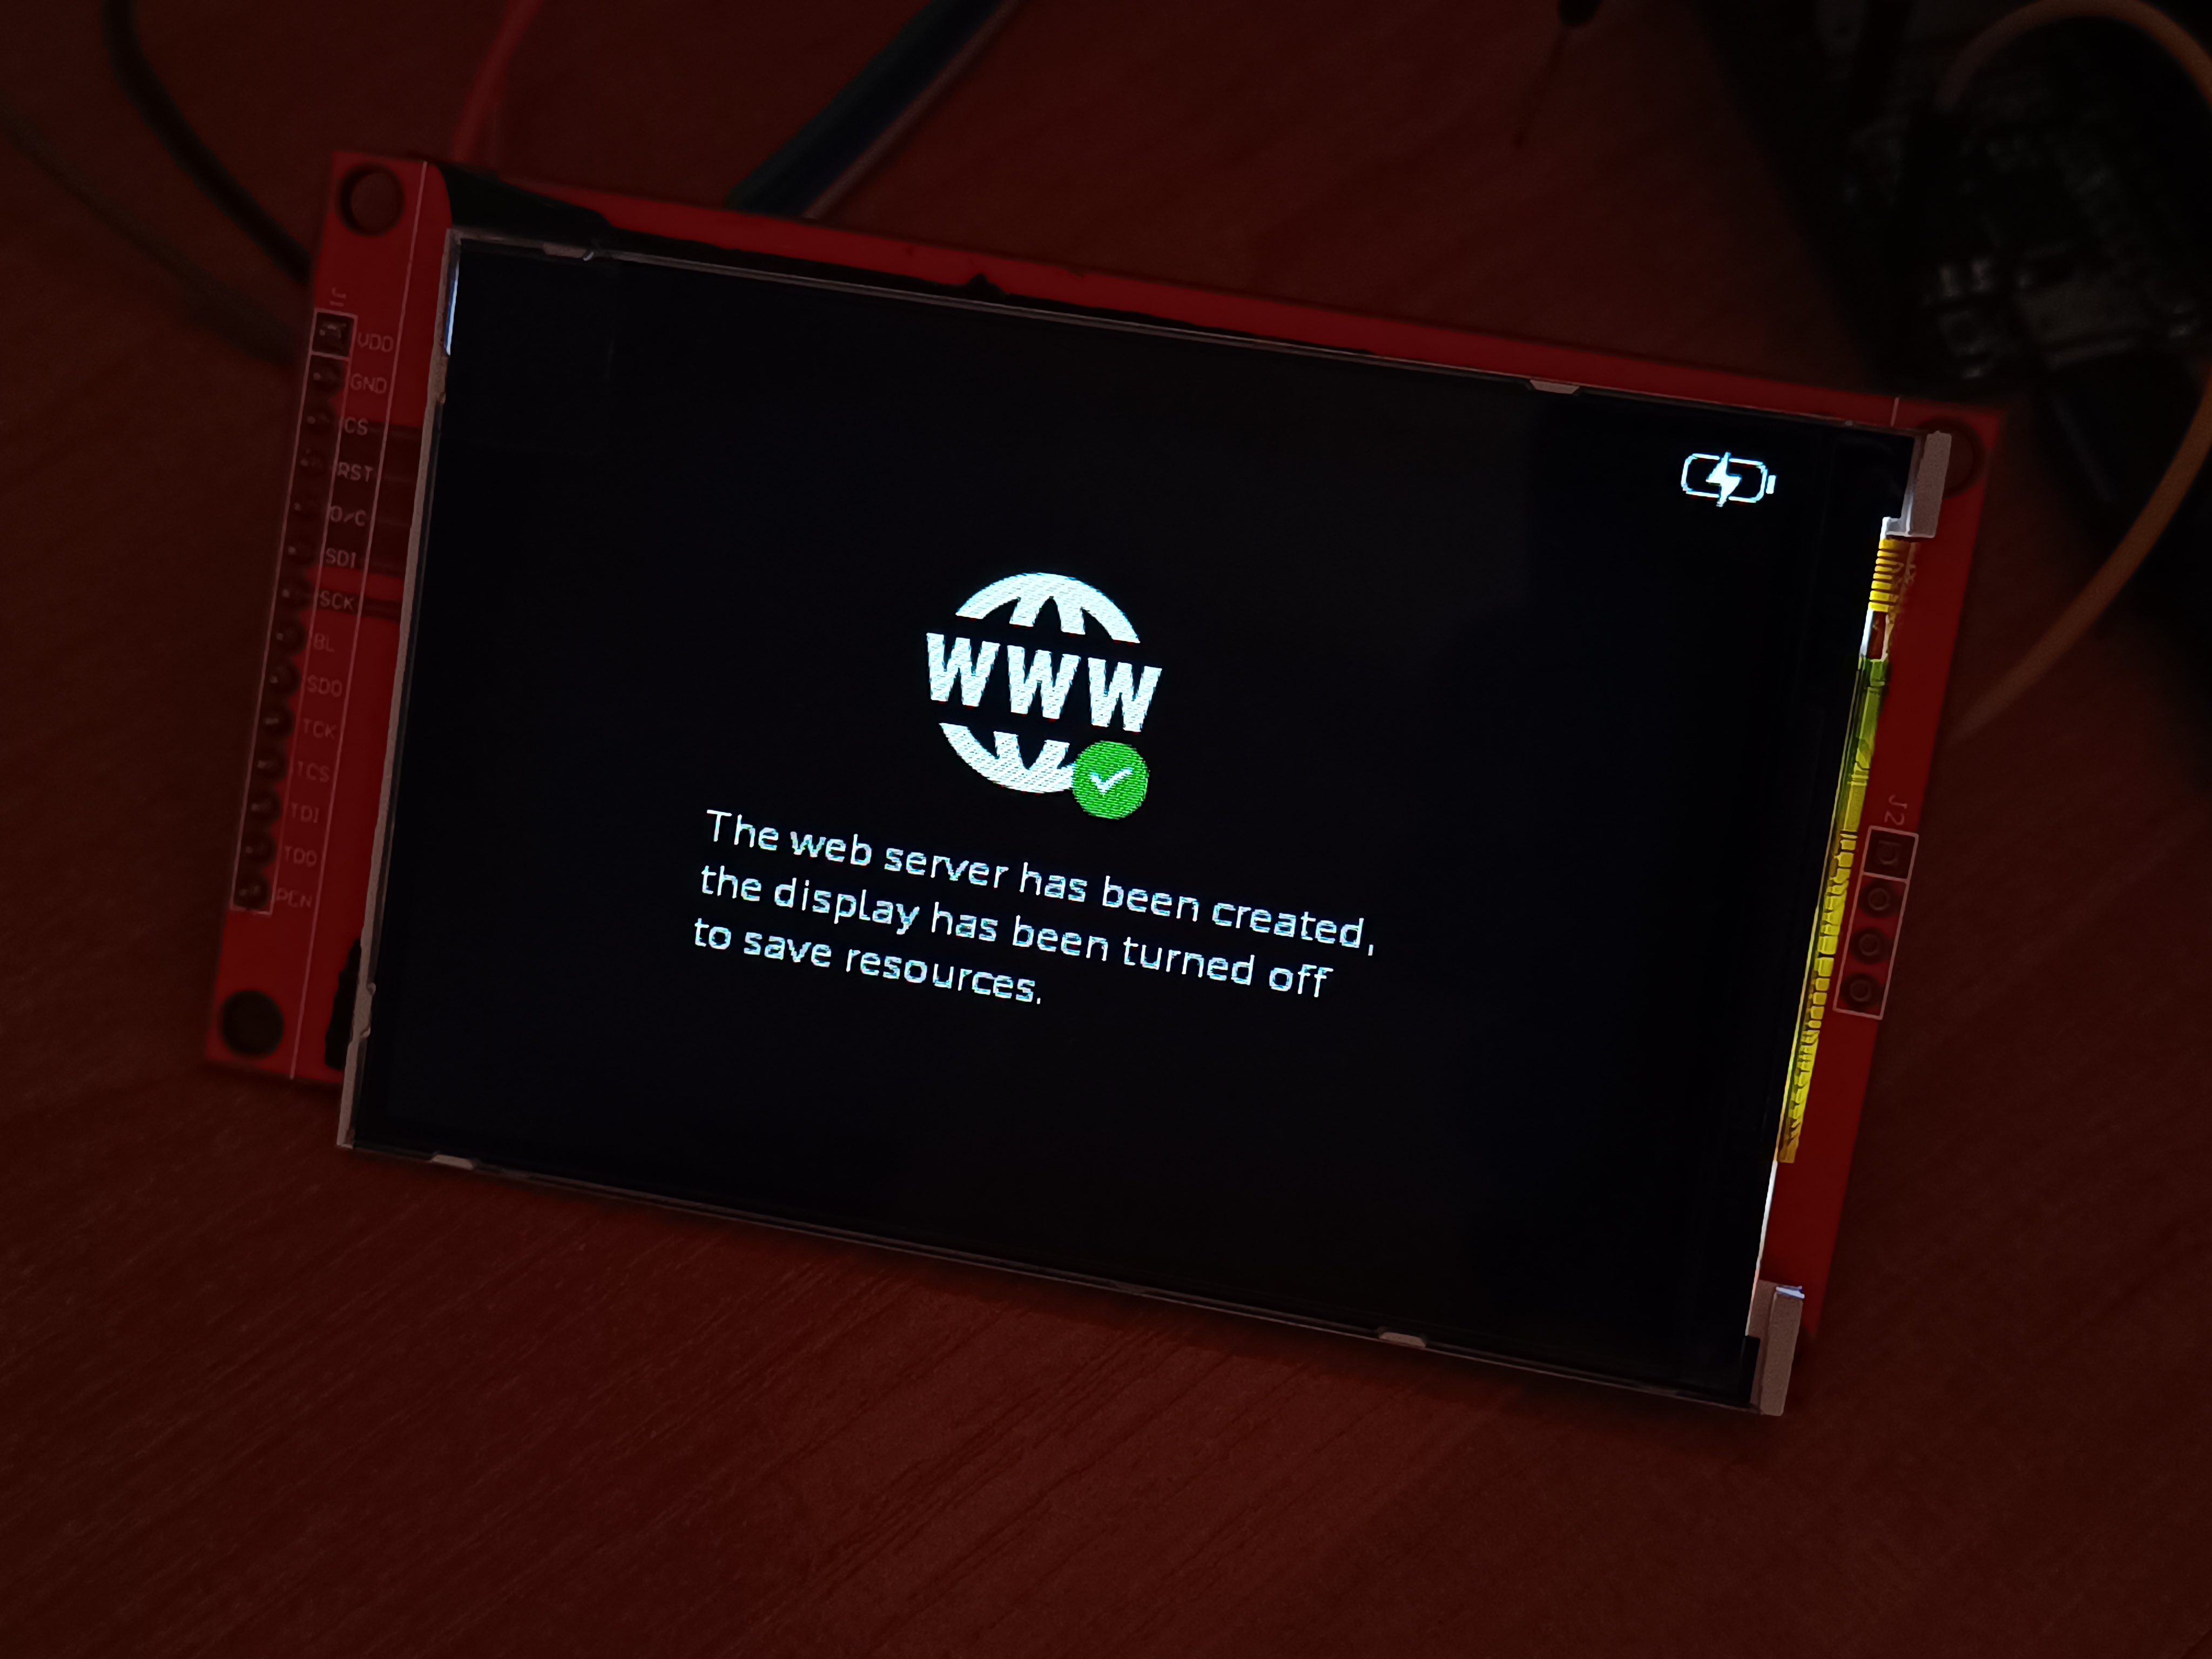 J1
VDD
GND
CS
RST
D/C
SDI
SCK
BL
SDO
TCK
TCS
TDI
TDO
PEN
WWW
The web server has been created,
the display has been turned off
to save resources.
J2